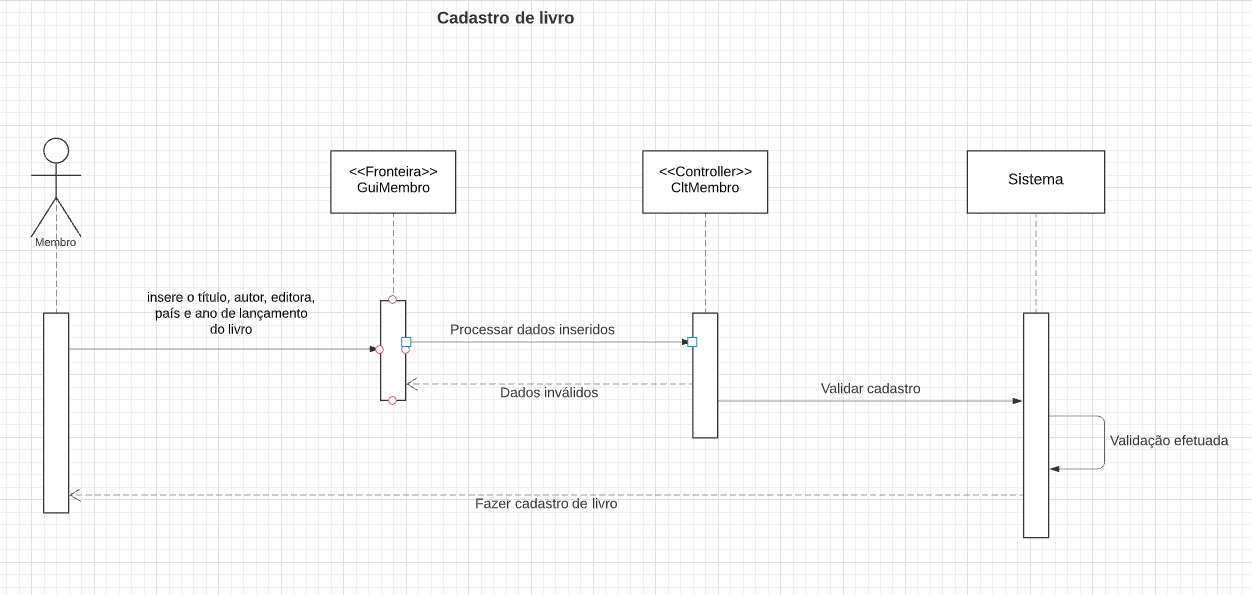 Cadastro de livro
Membro
<<Fronteira>>
GuiMembro
<<Controller>>
CltMembro
Sistema
insere o título, autor, editora,
país e ano de lançamento
do livro
Processar dados inseridos
Dados inválidos
Validar cadastro
Validação efetuada
Fazer cadastro de livro